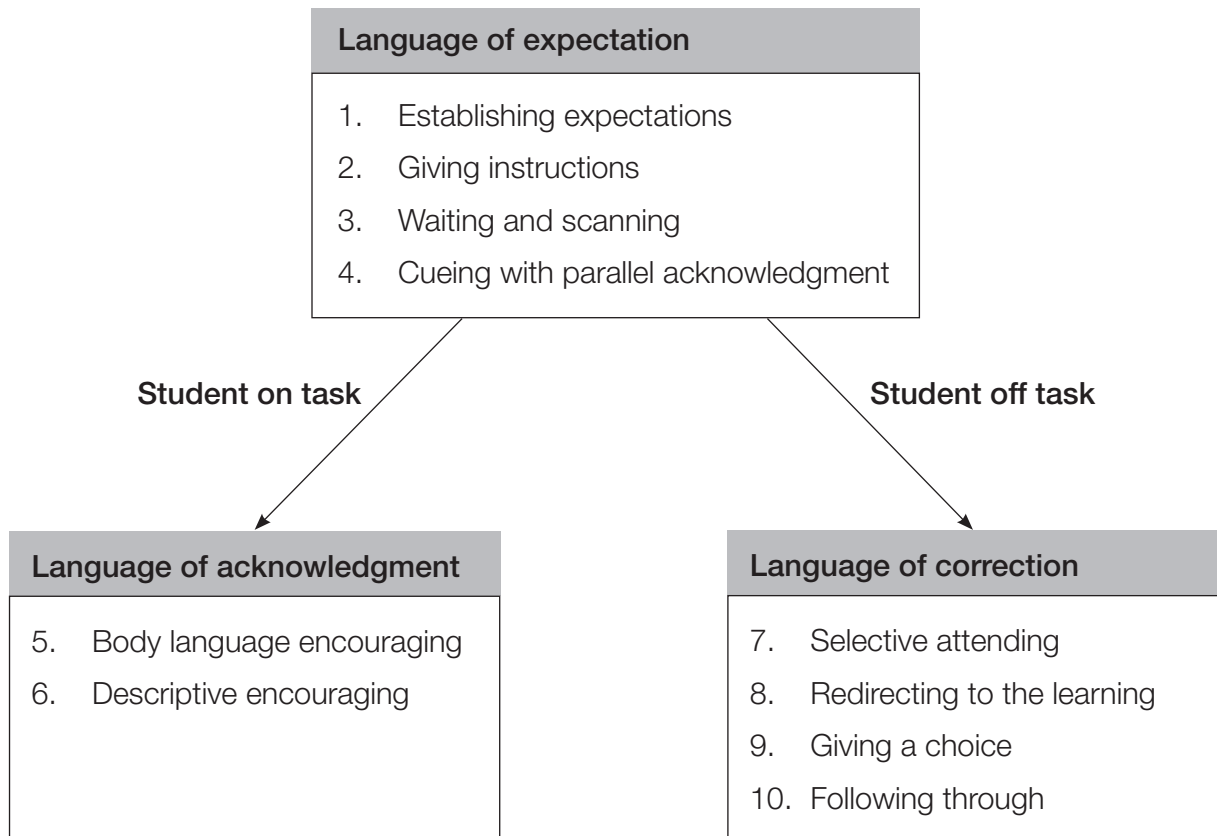 Language of expectation
1. Establishing expectations
2. Giving instructions
3. Waiting and scanning
4. Cueing with parallel acknowledgment
Student on task
Student off task
Language of acknowledgment
5. Body language encouraging
6. Descriptive encouraging
Language of correction
7. Selective attending
8. Redirecting to the learning
9. Giving a choice
10. Following through